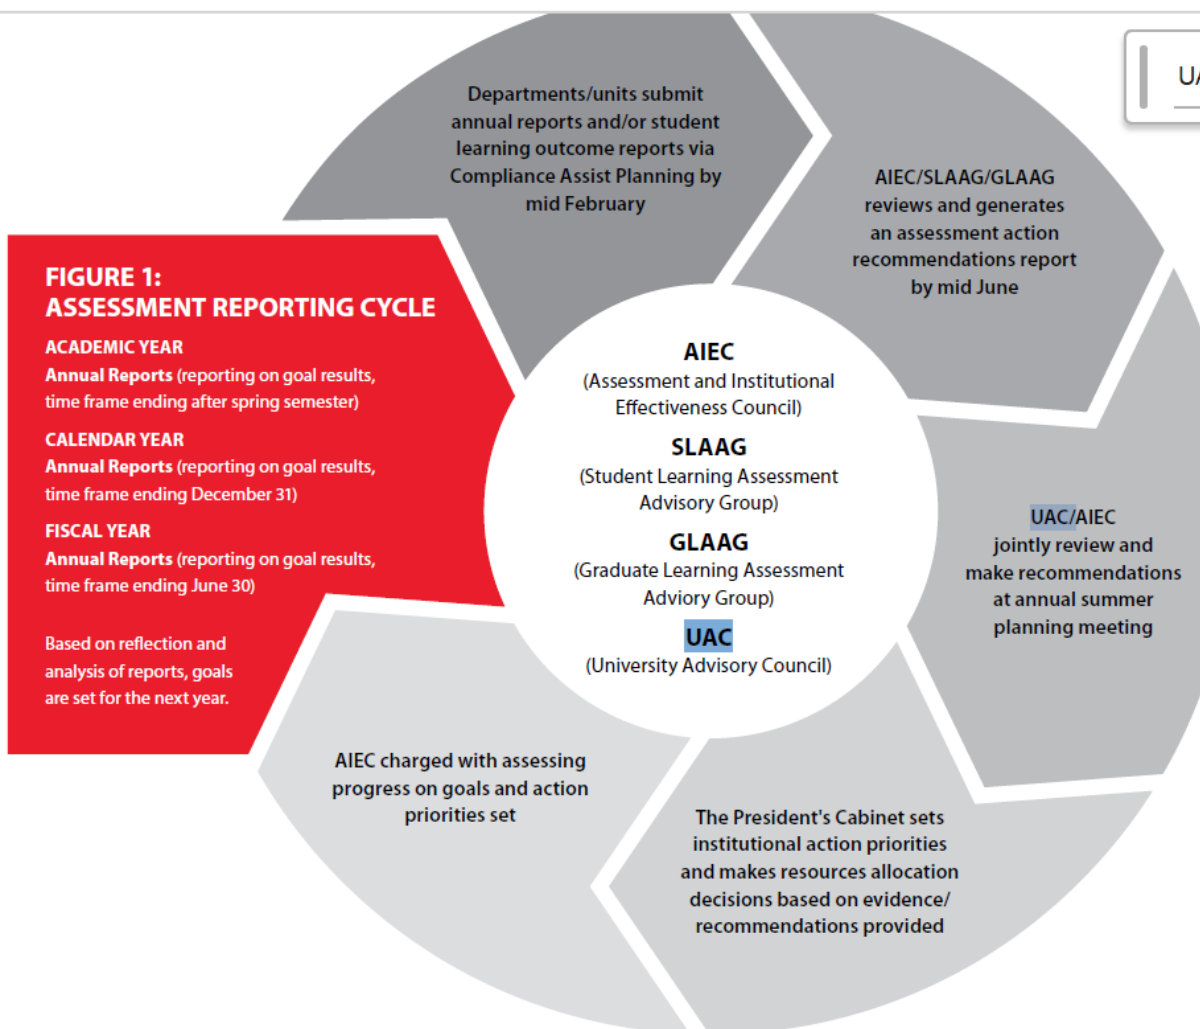 UA
Departments/units submit
annual reports and/or student
learning outcome reports via
Compliance Assist Planning by
mid February
AIEC/SLAAG/GLAAG
reviews and generates
an assessment action
recommendations report
by mid June
FIGURE 1:
ASSESSMENT REPORTING CYCLE
ACADEMIC YEAR
Annual Reports (reporting on goal results,
time frame ending after spring semester)
CALENDAR YEAR
Annual Reports (reporting on goal results,
time frame ending December 31)
FISCAL YEAR
Annual Reports (reporting on goal results,
time frame ending June 30)
Based on reflection and
analysis of reports, goals
are set for the next year.
AIEC
(Assessment and Institutional
Effectiveness Council)
SLAAG
(Student Learning Assessment
Advisory Group)
GLAAG
(Graduate Learning Assessment
Adviory Group)
UAC
(University Advisory Council)
UAC/AIEC
jointly review and
make recommendations
at annual summer
planning meeting
The President's Cabinet sets
institutional action priorities
and makes resources allocation
decisions based on evidence/
recommendations provided
AIEC charged with assessing
progress on goals and action
priorities set